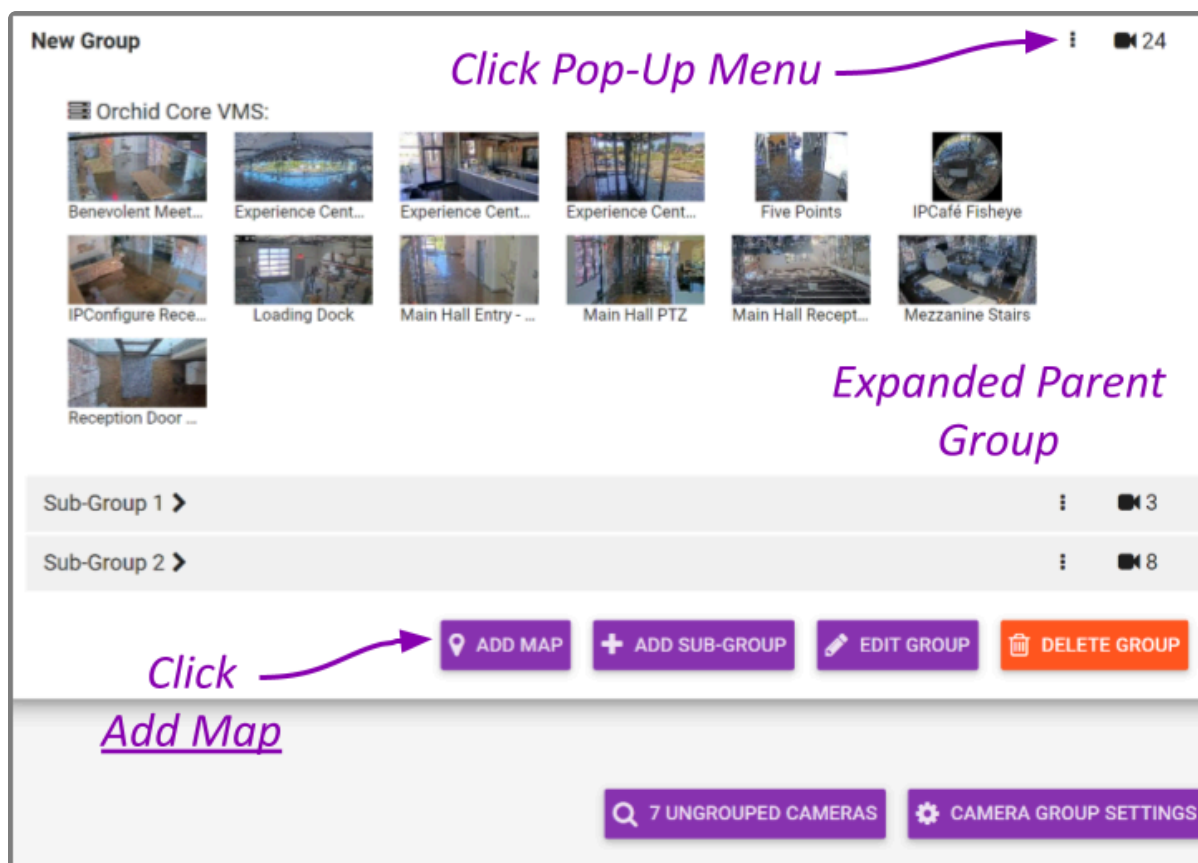 New Group
24
Click Pop-Up Menu
Orchid Core VMS:
Benevolent Meet...
Experience Cent...
Experience Cent...
Experience Cent...
Five Points
IPCafé Fisheye
IPConfigure Rece...
Loading Dock
Main Hall Entry - ...
Main Hall PTZ
Main Hall Recept...
Mezzanine Stairs
Reception Door ...
Expanded Parent
Group
Sub-Group 1
3
Sub-Group 2
8
ADD MAP
ADD SUB-GROUP
EDIT GROUP
DELETE GROUP
Click
Add Map
7 UNGROUPED CAMERAS
CAMERA GROUP SETTINGS